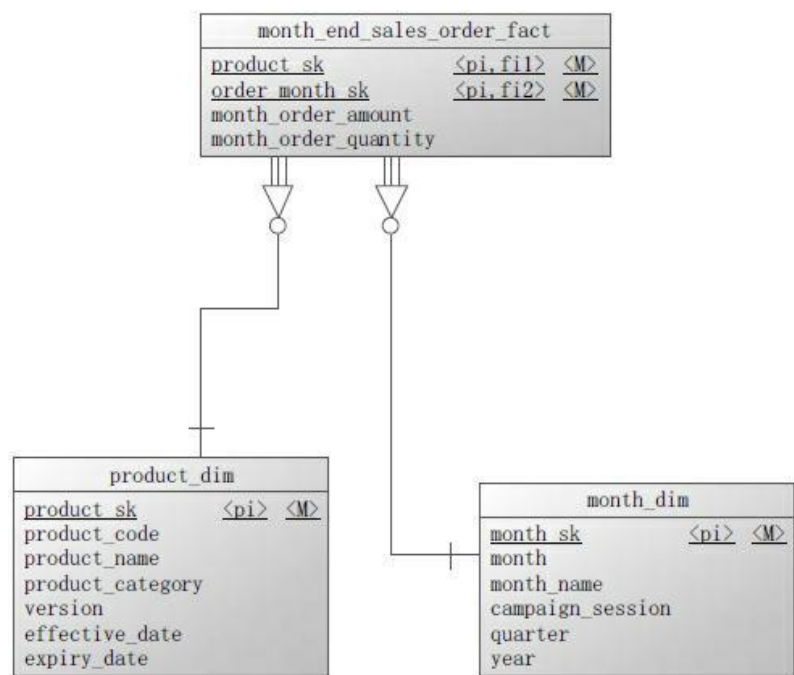 month_end_sales_order_fact
product_sk <pi,fi1> <M>
order_month_sk <pi,fi2> <M>
month_order_amount
month_order_quantity
product_dim
product_sk <pi> <M>
product_code
product_name
product_category
version
effective_date
expiry_date
month_dim
month_sk <pi> <M>
month
month_name
campaign_session
quarter
year